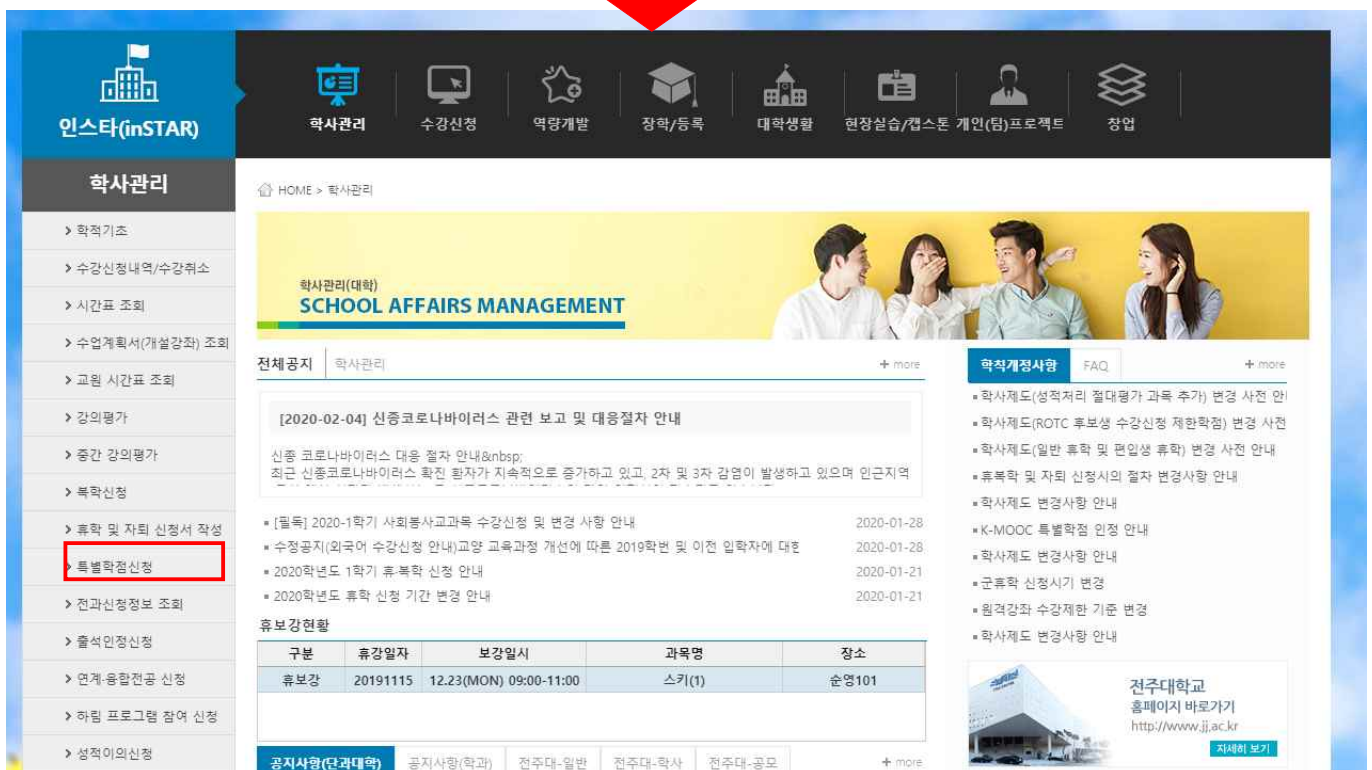 인스타(inSTAR)
학사관리
수강신청
역량개발
장학/등록
대학생활
현장실습/캡스톤
개인(팀)프로젝트
창업
학사관리
학적기초
수강신청내역/수강취소
시간표 조회
수업계획서(개설강좌) 조회
교원 시간표 조회
강의평가
중간 강의평가
복학신청
휴학 및 자퇴 신청서 작성
특별학점신청
전과신청정보 조회
출석인정신청
연계·융합전공 신청
하림 프로그램 참여 신청
성적이의신청
HOME > 학사관리
학사관리(대학)
SCHOOL AFFAIRS MANAGEMENT
전체공지 학사관리 + more
[2020-02-04] 신종코로나바이러스 관련 보고 및 대응절차 안내
신종 코로나바이러스 대응 절차 안내&nbsp;
최근 신종코로나바이러스 확진 환자가 지속적으로 증가하고 있고, 2차 및 3차 감염이 발생하고 있으며 인근지역
[필독] 2020-1학기 사회봉사교과목 수강신청 및 변경 사항 안내 2020-01-28
수정공지(외국어 수강신청 안내)교양 교육과정 개선에 따른 2019학번 및 이전 입학자에 대한 2020-01-28
2020학년도 1학기 휴·복학 신청 안내 2020-01-21
2020학년도 휴학 신청 기간 변경 안내 2020-01-21
휴보강현황
구분 휴강일자 보강일시 과목명 장소
휴보강 20191115 12.23(MON) 09:00-11:00 스키(1) 순영101
공지사항(단과대학) 공지사항(학과) 전주대-일반 전주대-학사 전주대-공모 + more
학칙개정사항 FAQ + more
학사제도(성적처리 절대평가 과목 추가) 변경 사전 안
학사제도(ROTC 후보생 수강신청 제한학점) 변경 사전
학사제도(일반 휴학 및 편입생 휴학) 변경 사전 안내
휴복학 및 자퇴 신청시의 절차 변경사항 안내
학사제도 변경사항 안내
K-MOOC 특별학점 인정 안내
학사제도 변경사항 안내
군휴학 신청시기 변경
원격강좌 수강제한 기준 변경
학사제도 변경사항 안내
전주대학교
홈페이지 바로가기
http://www.jj.ac.kr
자세히 보기